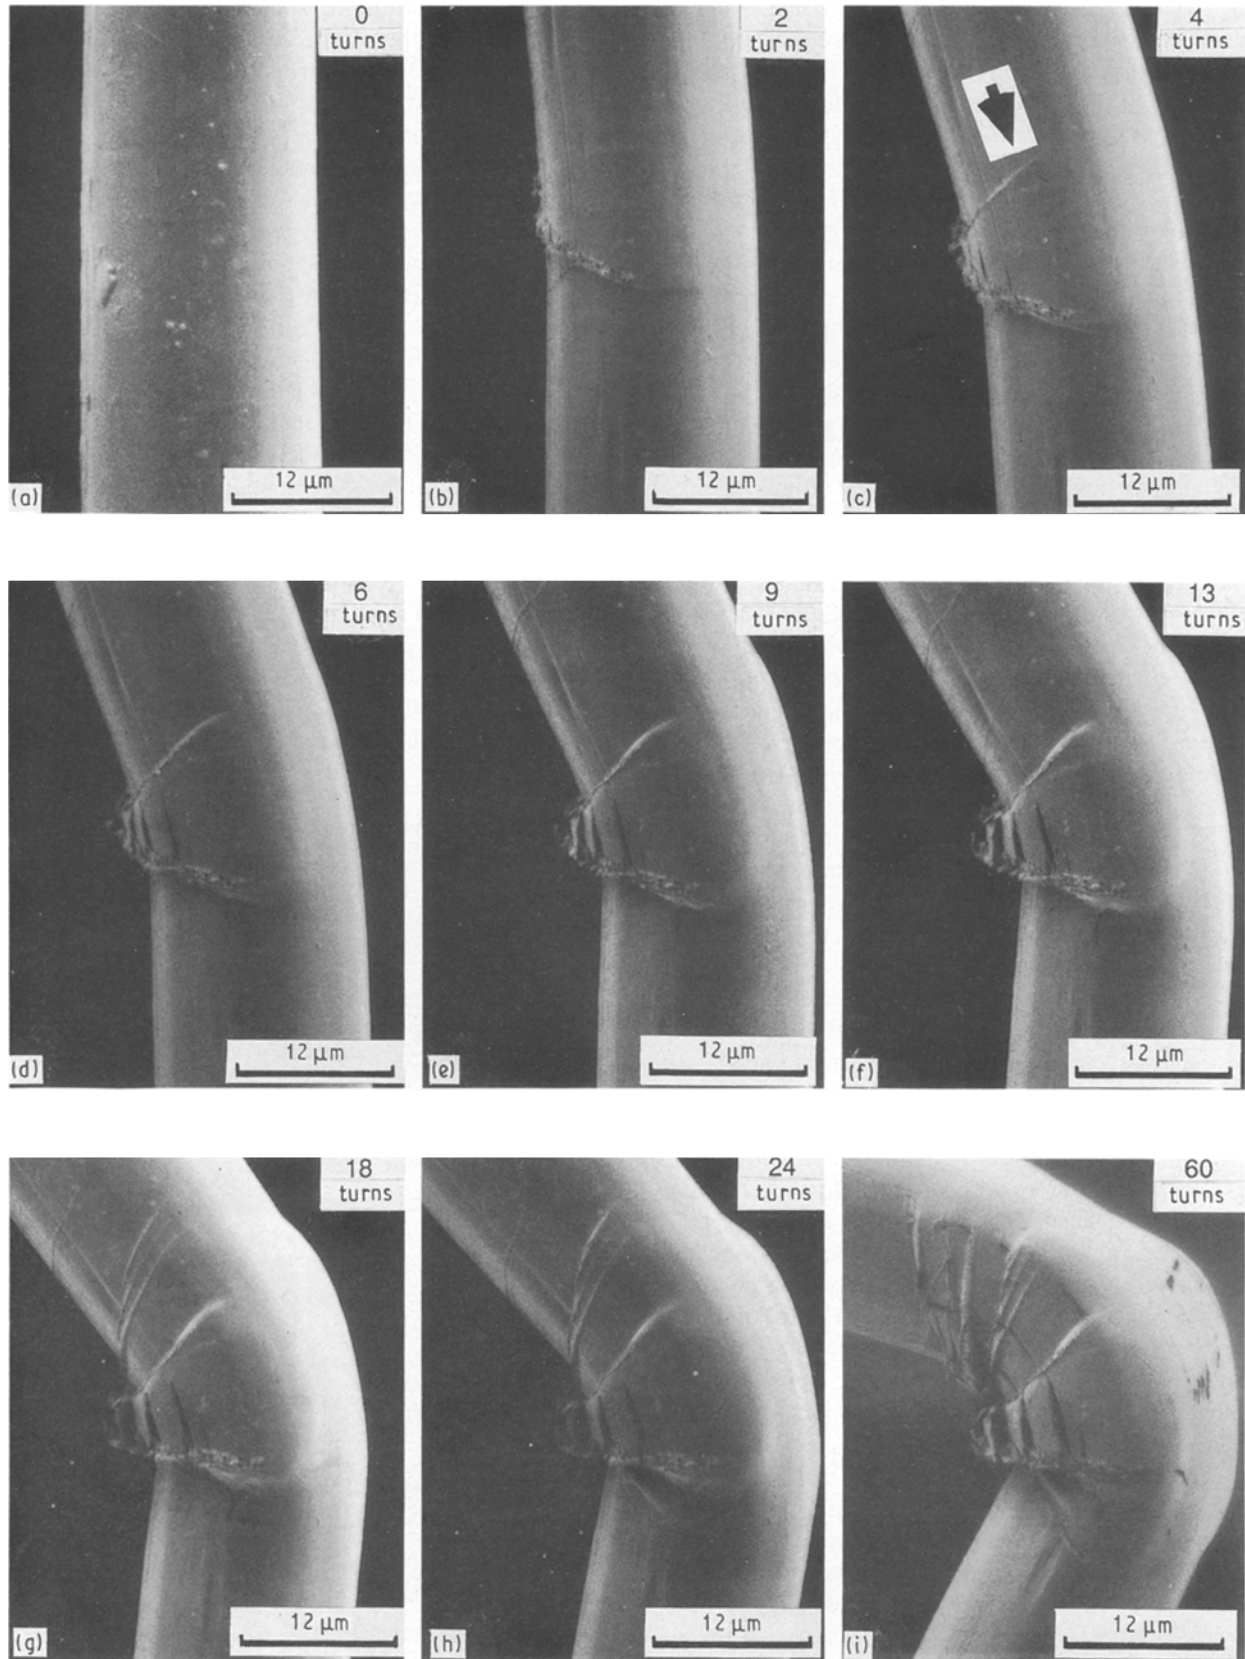 0
turns
12 μm
(a)
2
turns
12 μm
(b)
4
turns
12 μm
(c)
6
turns
12 μm
(d)
9
turns
12 μm
(e)
13
turns
12 μm
(f)
18
turns
12 μm
(g)
24
turns
12 μm
(h)
60
turns
12 μm
(i)